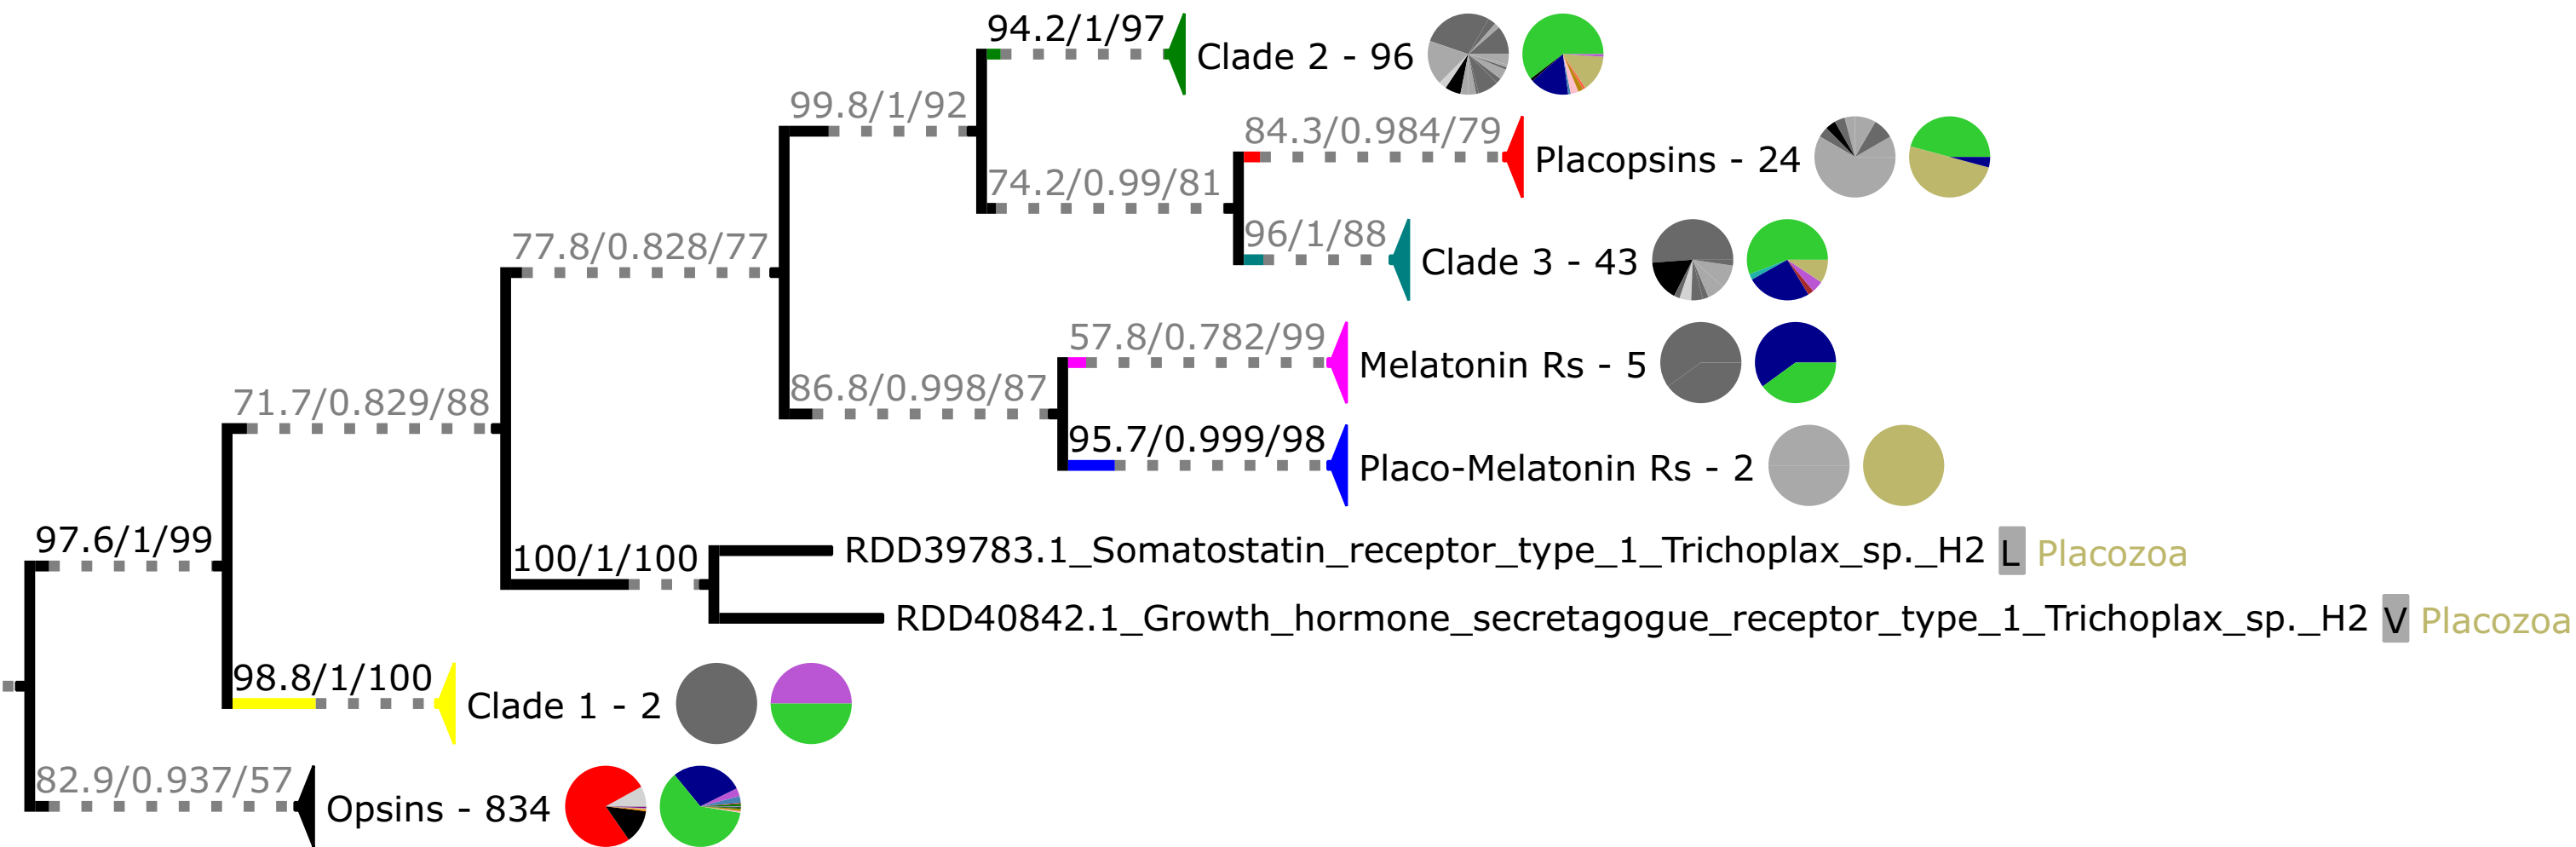 94.2/1/97
Clade 2 - 96
99.8/1/92
84.3/0.984/79
Placopsins - 24
74.2/0.99/81
96/1/88
Clade 3 - 43
77.8/0.828/77
57.8/0.782/99
Melatonin Rs - 5
86.8/0.998/87
71.7/0.829/88
95.7/0.999/98
Placo-Melatonin Rs - 2
97.6/1/99
100/1/100
RDD39783.1_Somatostatin_receptor_type_1_Trichoplax_sp._H2 L Placozoa
RDD40842.1_Growth_hormone_secretagogue_receptor_type_1_Trichoplax_sp._H2 V Placozoa
98.8/1/100
Clade 1 - 2
82.9/0.937/57
Opsins - 834